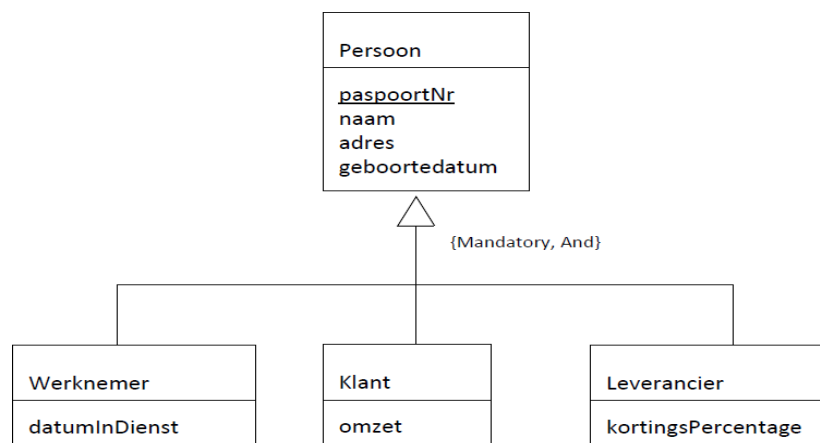 Persoon
paspoortNr
naam
adres
geboortedatum
{Mandatory, And}
Werknemer
datumInDienst
Klant
omzet
Leverancier
kortingsPercentage